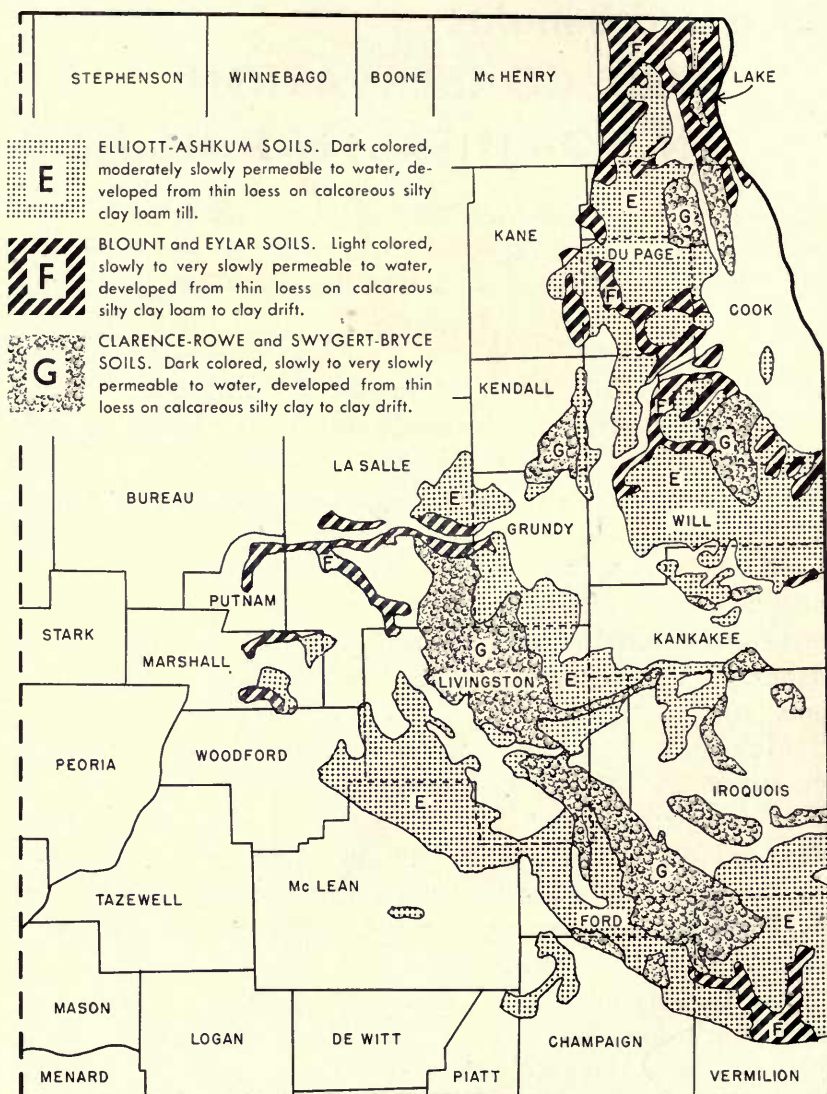 STEPHENSON
WINNEBAGO
BOONE
Mc HENRY
F
LAKE
E
ELLIOTT-ASHKUM SOILS. Dark colored,
moderately slowly permeable to water, de-
veloped from thin loess on calcareous silty
clay loam till.
F
BLOUNT and EYLAR SOILS. Light colored,
slowly to very slowly permeable to water,
developed from thin loess on calcareous
silty clay loam to clay drift.
G
CLARENCE-ROWE and SWYGERT-BRYCE
SOILS. Dark colored, slowly to very slowly
permeable to water, developed from thin
loess on calcareous silty clay to clay drift.
KANE
E
G
DU PAGE
F
COOK
KENDALL
G
F
G
E
WILL
LA SALLE
E
BUREAU
GRUNDY
F
PUTNAM
STARK
MARSHALL
G
LIVINGSTON
E
KANKAKEE
PEORIA
WOODFORD
E
IROQUOIS
TAZEWELL
Mc LEAN
G
FORD
E
MASON
LOGAN
DE WITT
CHAMPAIGN
F
MENARD
PIATT
VERMILION